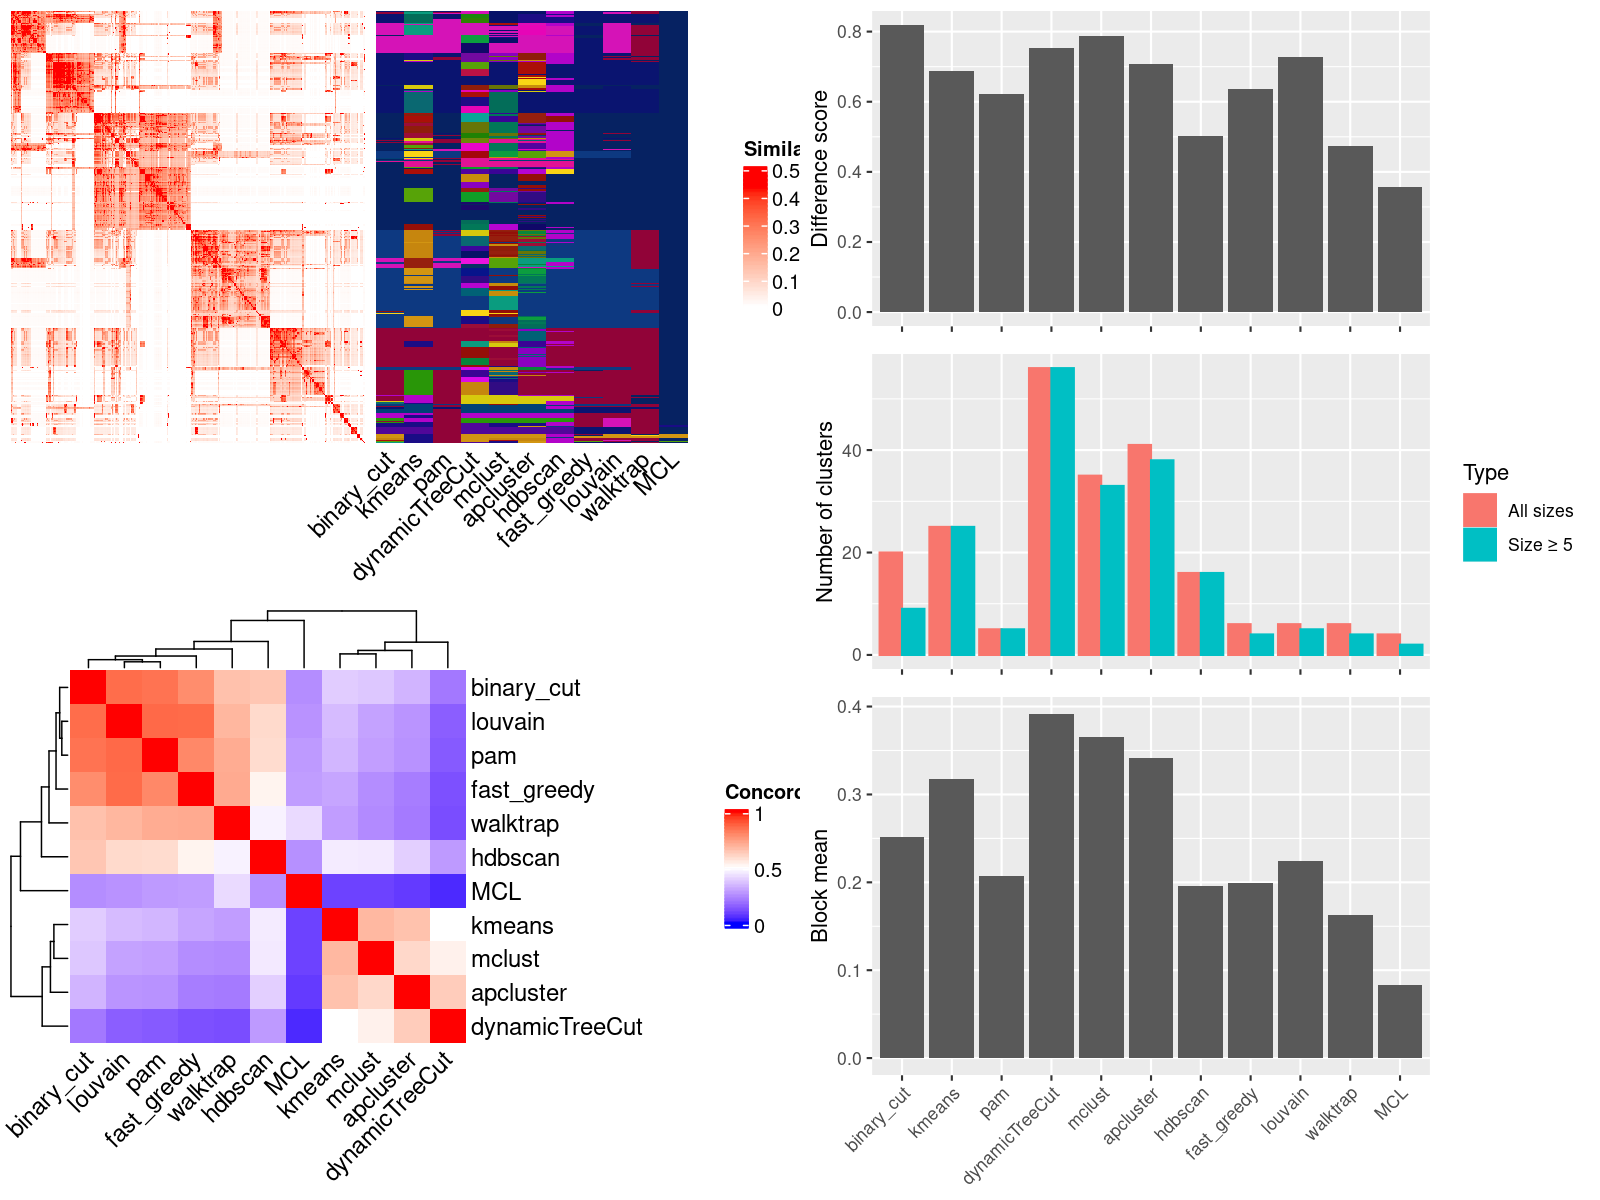 Simila
0.5
0.4
0.3
0.2
0.1
0
binary_cut
kmeans
pam
dynamicTreeCut
mclust
apcluster
hdbscan
fast_greedy
louvain
walktrap
MCL
binary_cut
louvain
pam
fast_greedy
walktrap
hdbscan
MCL
kmeans
mclust
apcluster
dynamicTreeCut
binary_cut
louvain
pam
fast_greedy
walktrap
hdbscan
MCL
kmeans
mclust
apcluster
dynamicTreeCut
Concord
1
0.5
0
Difference score
0.8
0.6
0.4
0.2
0.0
Number of clusters
40
20
0
Type
All sizes
Size ≥ 5
Block mean
0.4
0.3
0.2
0.1
0.0
binary_cut
kmeans
pam
dynamicTreeCut
mclust
apcluster
hdbscan
fast_greedy
louvain
walktrap
MCL